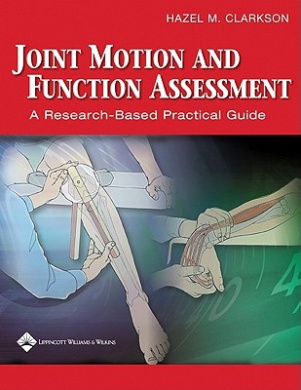 HAZEL M. CLARKSON
JOINT MOTION AND
FUNCTION ASSESSMENT
A Research-Based Practical Guide
LIPPINCOTT WILLIAMS & WILKINS